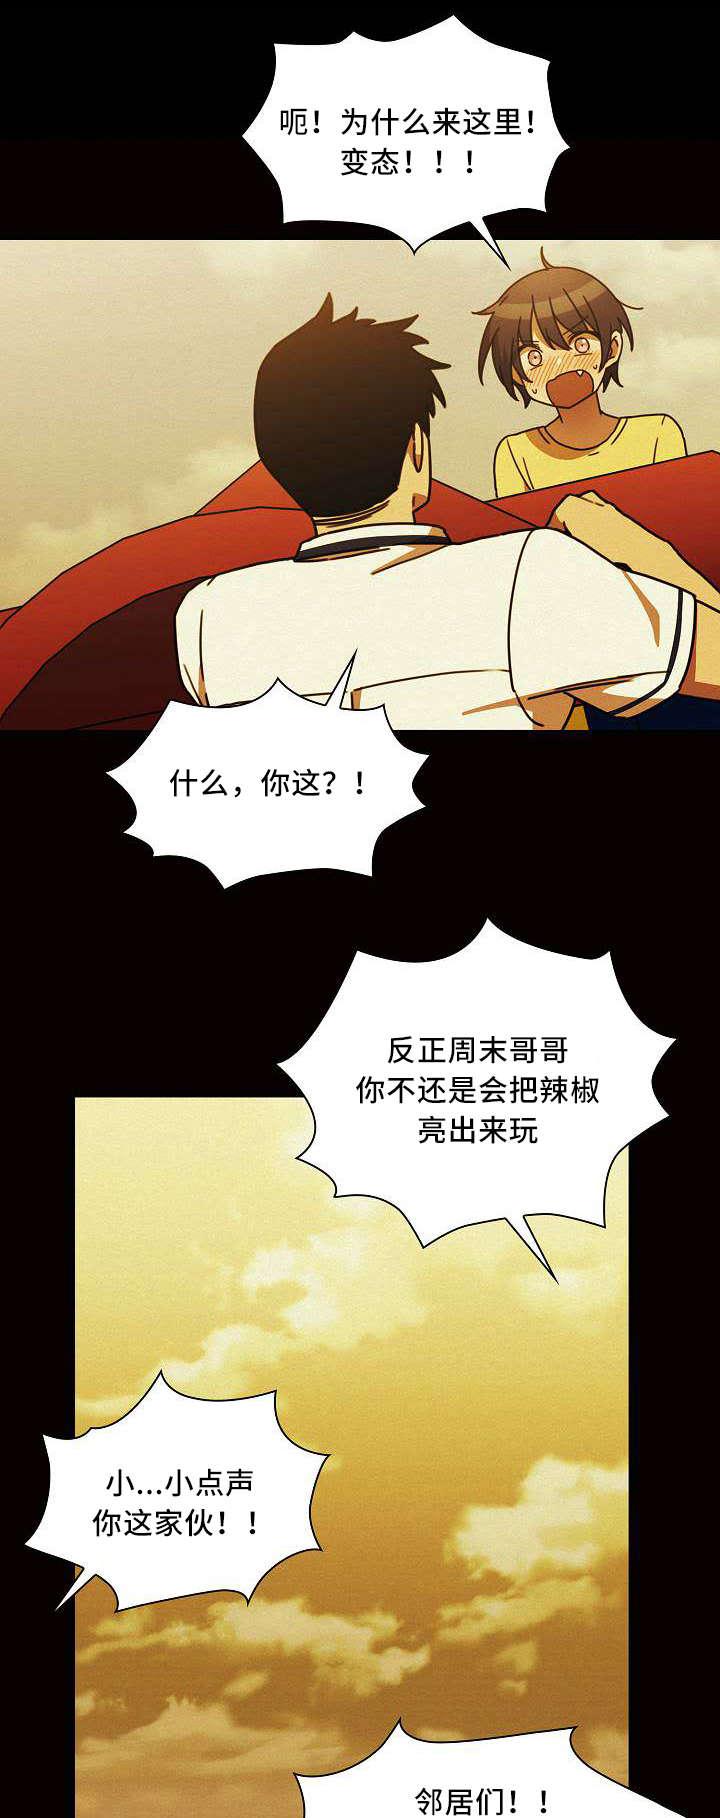 呃！为什么来这里！
变态！！！
什么，你这？！
反正周末哥哥
你不还是会把辣椒
亮出来玩
小...小点声
你这家伙！！
邻居们！！